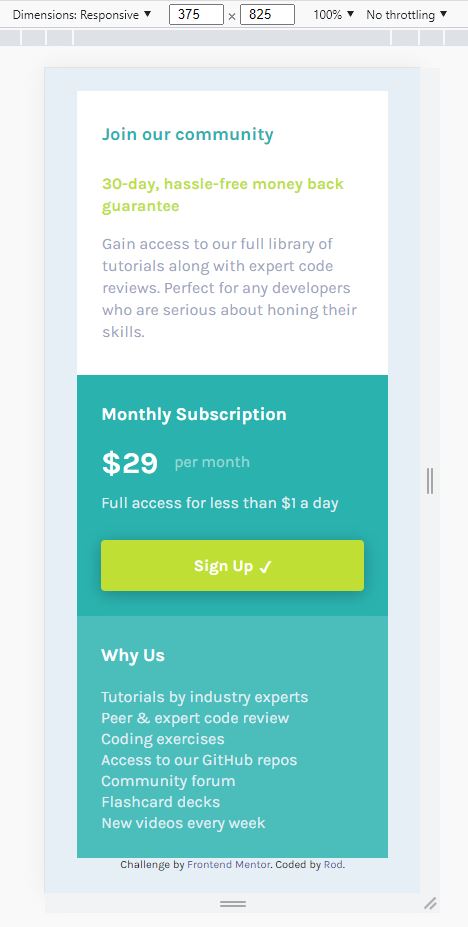 Dimensions: Responsive ▼ 375 × 825 100% ▼ No throttling ▼
Join our community
30-day, hassle-free money back
guarantee
Gain access to our full library of
tutorials along with expert code
reviews. Perfect for any developers
who are serious about honing their
skills.
Monthly Subscription
$29 per month
Full access for less than $1 a day
Sign Up ✓
Why Us
Tutorials by industry experts
Peer & expert code review
Coding exercises
Access to our GitHub repos
Community forum
Flashcard decks
New videos every week
Challenge by Frontend Mentor. Coded by Rod.